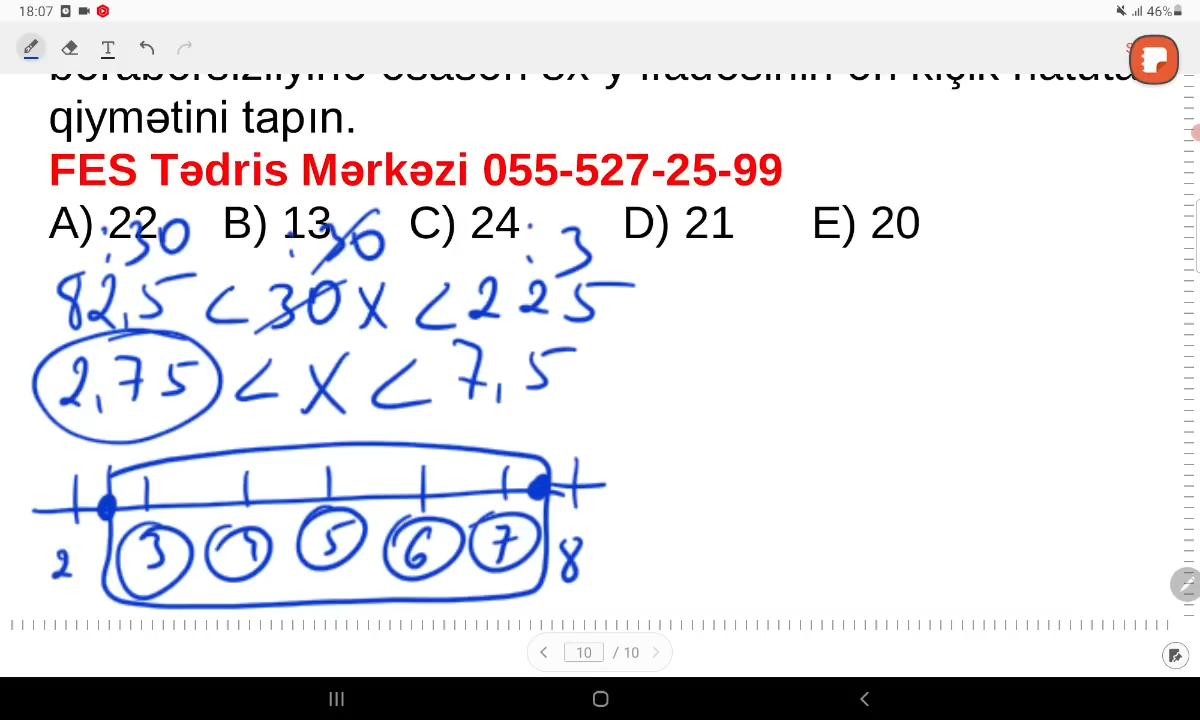 18:07 46%
qiymətini tapın.
FES Tədris Mərkəzi 055-527-25-99
A) 22 B) 13 C) 24 D) 21 E) 20
:30 :30 :3
82,5 < 30x < 225
2,75 < x < 7,5
2 3 4 5 6 7 8
10 / 10